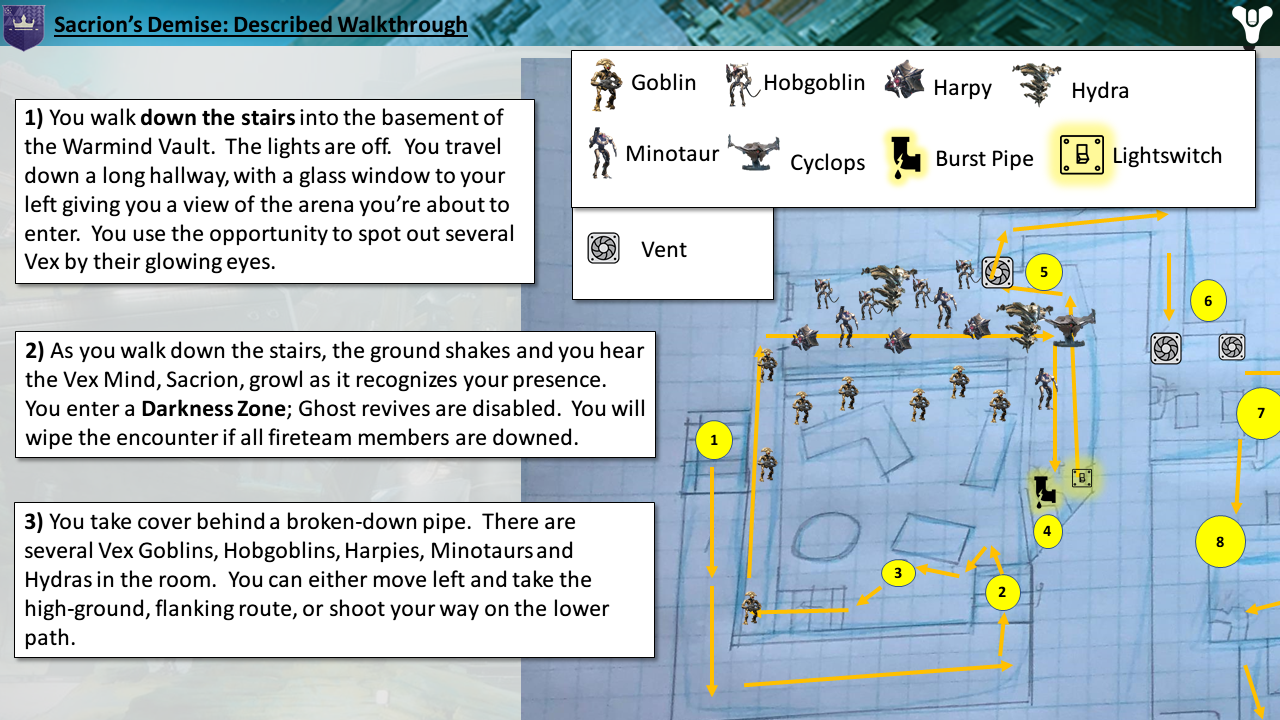 Sacrion's Demise: Described Walkthrough
Goblin
Hobgoblin
Harpy
Hydra
Minotaur
Cyclops
Burst Pipe
Lightswitch
Vent
1) You walk down the stairs into the basement of
the Warmind Vault. The lights are off. You travel
down a long hallway, with a glass window to your
left giving you a view of the arena you're about to
enter. You use the opportunity to spot out several
Vex by their glowing eyes.
2) As you walk down the stairs, the ground shakes and you hear
the Vex Mind, Sacrion, growl as it recognizes your presence.
You enter a Darkness Zone; Ghost revives are disabled. You will
wipe the encounter if all fireteam members are downed.
3) You take cover behind a broken-down pipe. There are
several Vex Goblins, Hobgoblins, Harpies, Minotaurs and
Hydras in the room. You can either move left and take the
high-ground, flanking route, or shoot your way on the lower
path.
5
6
7
1
8
4
3
2